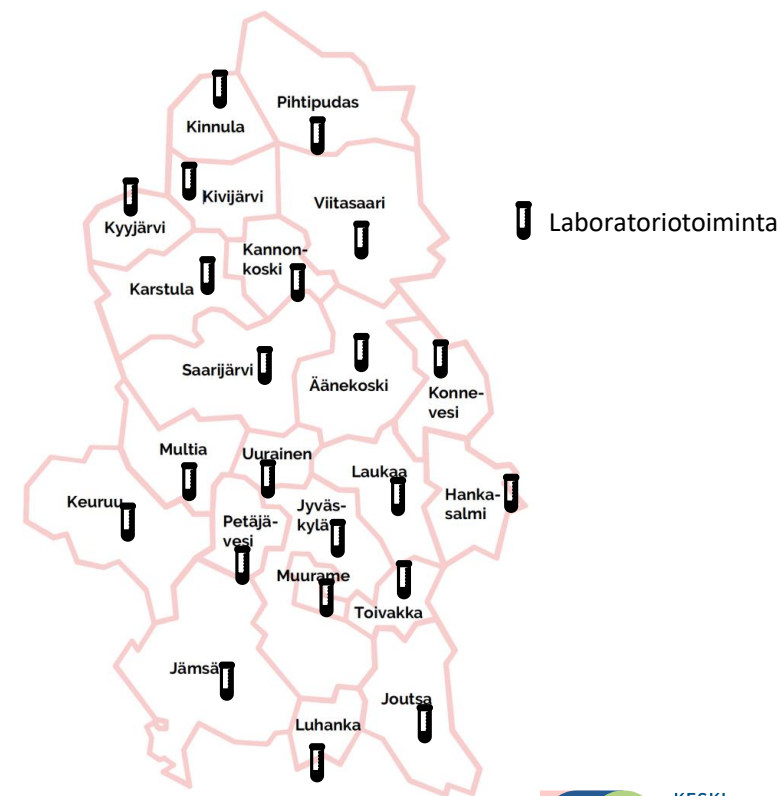 Pihtipudas
Kinnula
Kivijärvi
Viitasaari
Laboratoriotoiminta
Kyyjärvi
Kannon-
koski
Karstula
Saarijärvi
Äänekoski
Konne-
vesi
Multia
Uurainen
Laukaa
Keuruu
Hanka-
salmi
Jyväs-
kylä
Petäjä-
vesi
Muurame
Toivakka
Jämsä
Joutsa
Luhanka